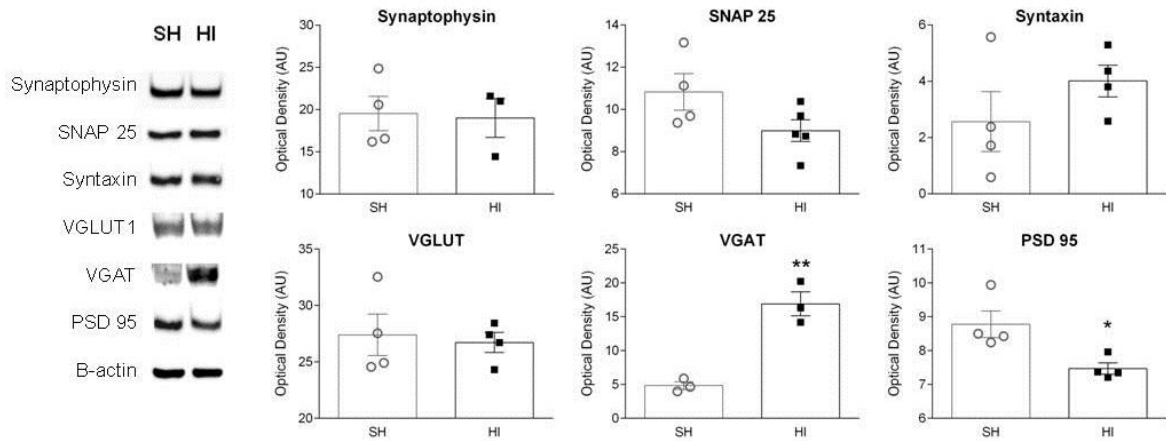 SH HI
Synaptophysin
SNAP 25
Syntaxin
VGLUT1
VGAT
PSD 95
B-actin
Synaptophysin
Optical Density (AU)
30
25
20
15
10
SH
HI
SNAP 25
Optical Density (AU)
14
12
10
8
6
SH
HI
Syntaxin
Optical Density (AU)
6
4
2
0
SH
HI
VGLUT
Optical Density (AU)
35
30
25
20
SH
HI
VGAT
Optical Density (AU)
25
20
15
10
5
0
**
SH
HI
PSD 95
Optical Density (AU)
11
10
9
8
7
6
*
SH
HI